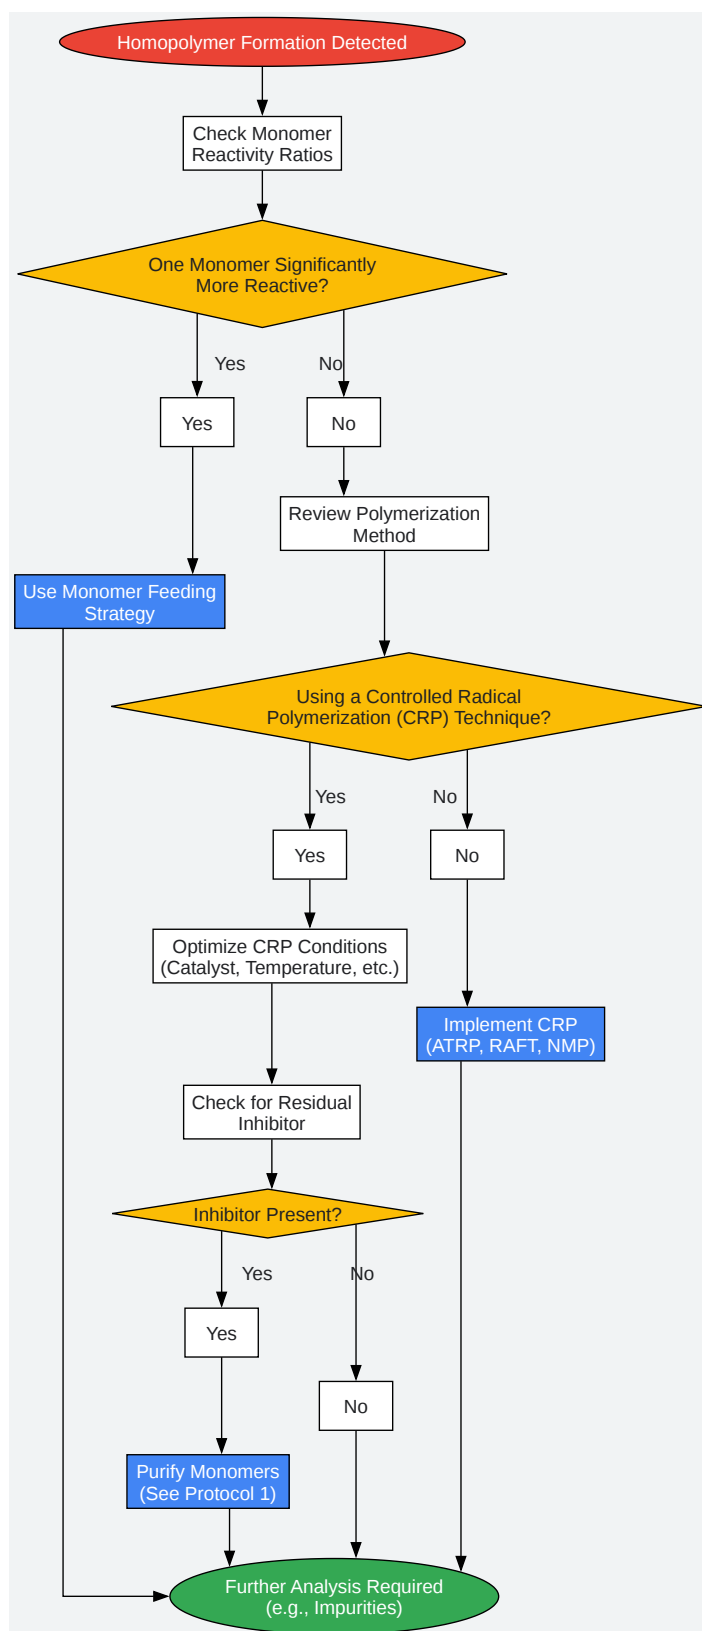 Homopolymer Formation Detected
Check Monomer
Reactivity Ratios
One Monomer Significantly
More Reactive?
Yes
No
Yes
No
Review Polymerization
Method
Use Monomer Feeding
Strategy
Using a Controlled Radical
Polymerization (CRP) Technique?
Yes
No
Yes
No
Optimize CRP Conditions
(Catalyst, Temperature, etc.)
Implement CRP
(ATRP, RAFT, NMP)
Check for Residual
Inhibitor
Inhibitor Present?
Yes
No
Yes
No
Purify Monomers
(See Protocol 1)
Further Analysis Required
(e.g., Impurities)